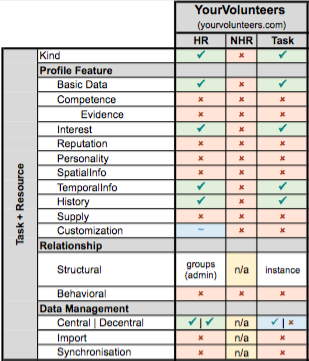 YourVolunteers
(yourvolunteers.com)
HR NHR Task
Task + Resource
Kind ✔ ✖ ✔
Profile Feature
Basic Data ✔ ✖ ✔
Competence ✖ ✖ ✖
Evidence ✖ ✖ ✖
Interest ✔ ✖ ✔
Reputation ✖ ✖ ✖
Personality ✖ ✖ ✖
SpatialInfo ✖ ✖ ✖
TemporalInfo ✔ ✖ ✔
History ✔ ✖ ✔
Supply ✖ ✖ ✖
Customization ~ ✖ ✖
Relationship
Structural groups (admin) n/a instance
Behavioral ✖ ✖ ✖
Data Management
Central | Decentral ✔ | ✔ n/a ✔ | ✖
Import ✖ n/a ✖
Synchronisation ✖ n/a ✖